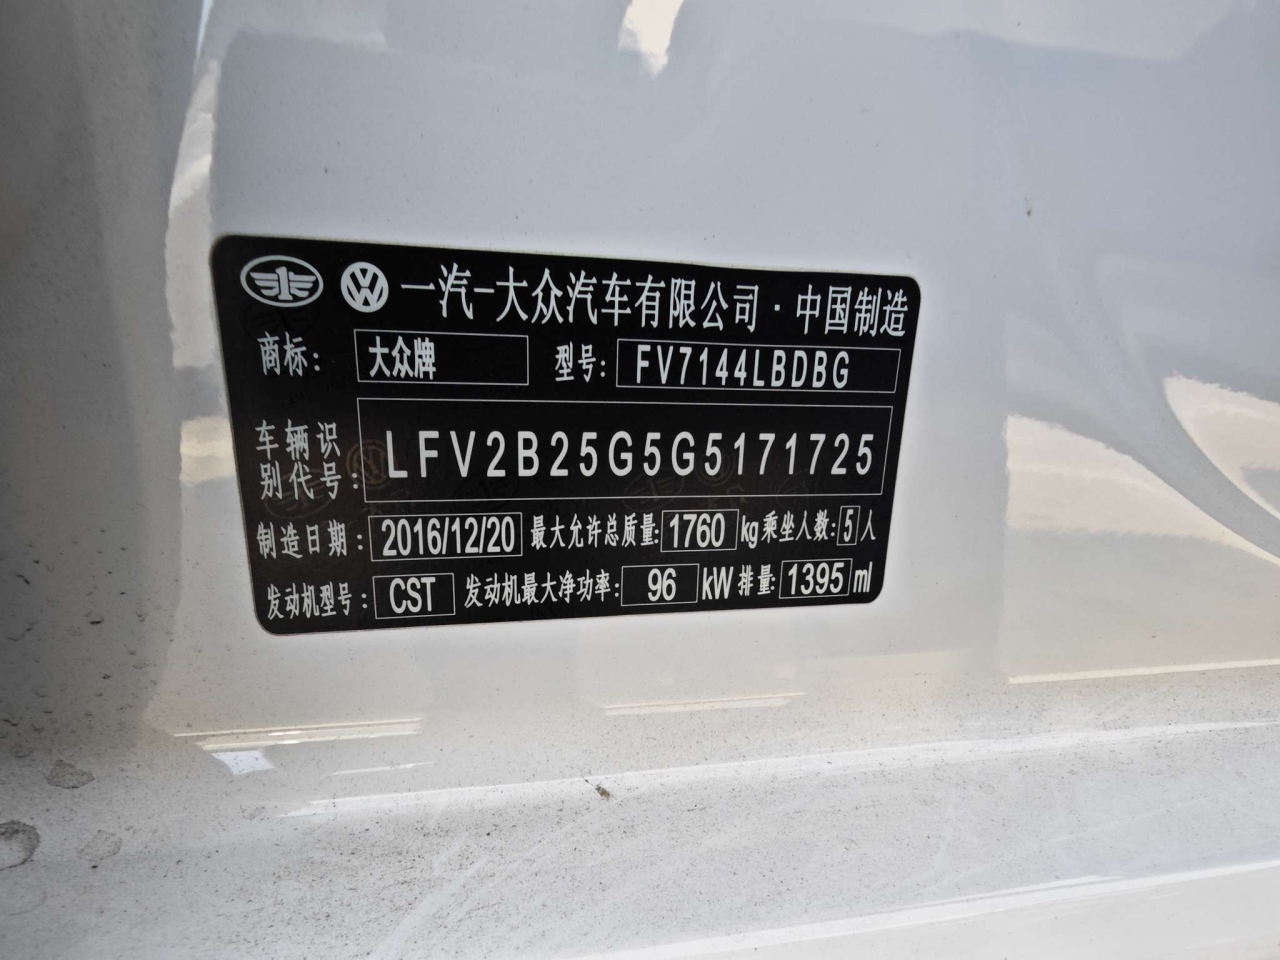 一汽-大众汽车有限公司·中国制造
商标: 大众牌 型号: FV7144LBDBG
车辆识别代号: LFV2B25G5G5171725
制造日期: 2016/12/20 最大允许总质量: 1760 kg 乘坐人数: 5 人
发动机型号: CST 发动机最大净功率: 96 kW 排量: 1395 ml